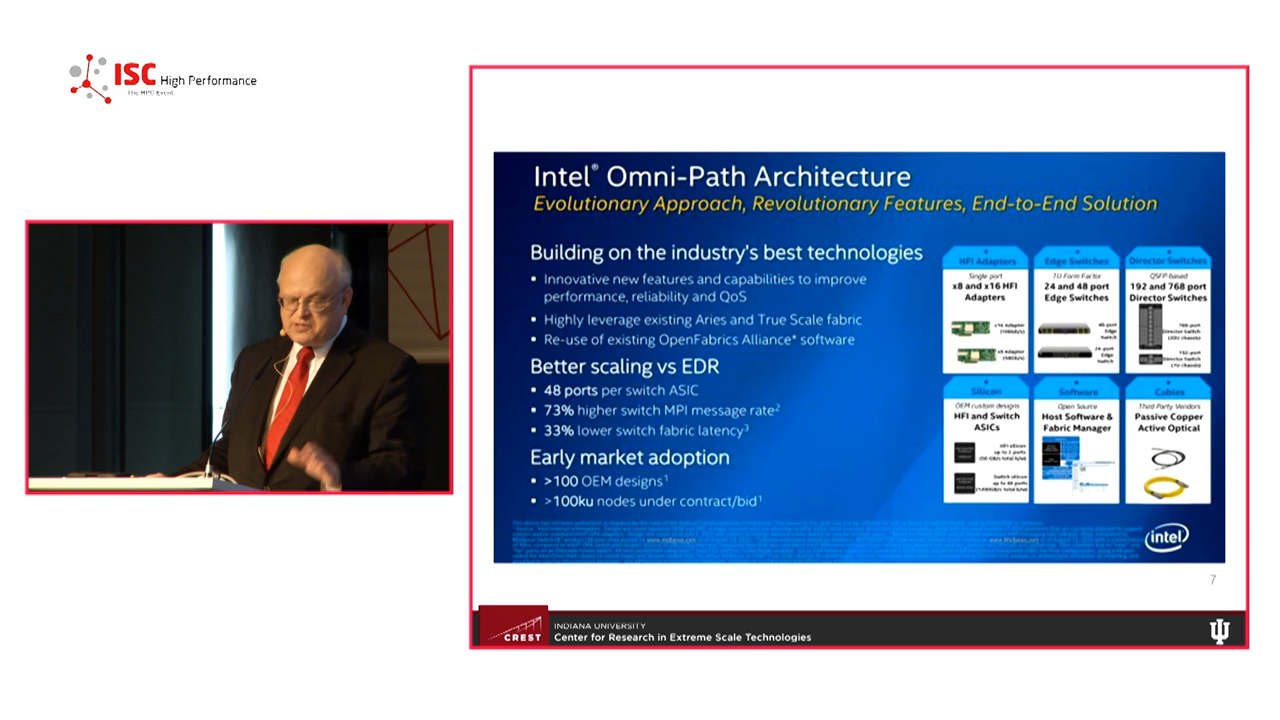 ISC High Performance
The HPC Event.
Intel® Omni-Path Architecture
Evolutionary Approach, Revolutionary Features, End-to-End Solution
Building on the industry's best technologies
▪ Innovative new features and capabilities to improve
performance, reliability and QoS
▪ Highly leverage existing Aries and True Scale fabric
▪ Re-use of existing OpenFabrics Alliance* software
Better scaling vs EDR
▪ 48 ports per switch ASIC
▪ 73% higher switch MPI message rate²
▪ 33% lower switch fabric latency³
Early market adoption
▪ >100 OEM designs¹
▪ >100ku nodes under contract/bid¹
HFI Adapters
Single port
x8 and x16 HFI
Adapters
x16 Adapter
(100Gb/s)
x8 Adapter
Edge Switches
1U Form Factor
24 and 48 port
Edge Switches
48-port
Edge
Switch
24-port
Edge
Switch
Director Switches
QSFP-based
192 and 768 port
Director Switches
768-port
Director Switch
(20U chassis)
192-port
Director Switch
(7U chassis)
Silicon
OEM custom designs
HFI and Switch
ASICs
HFI silicon
up to 2 ports
(50 GB/s total b/w)
Switch silicon
up to 48 ports
Software
Open Source
Host Software &
Fabric Manager
Cables
Third Party Vendors
Passive Copper
Active Optical
intel
7
CREST
INDIANA UNIVERSITY
Center for Research in Extreme Scale Technologies